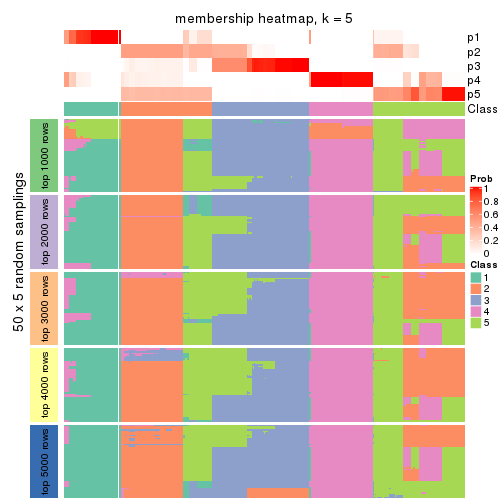 membership heatmap, k = 5
p1
p2
p3
p4
p5
Class
50 x 5 random samplings
top 1000 rows
top 2000 rows
top 3000 rows
top 4000 rows
top 5000 rows
Prob
1
0.8
0.6
0.4
0.2
0
Class
1
2
3
4
5